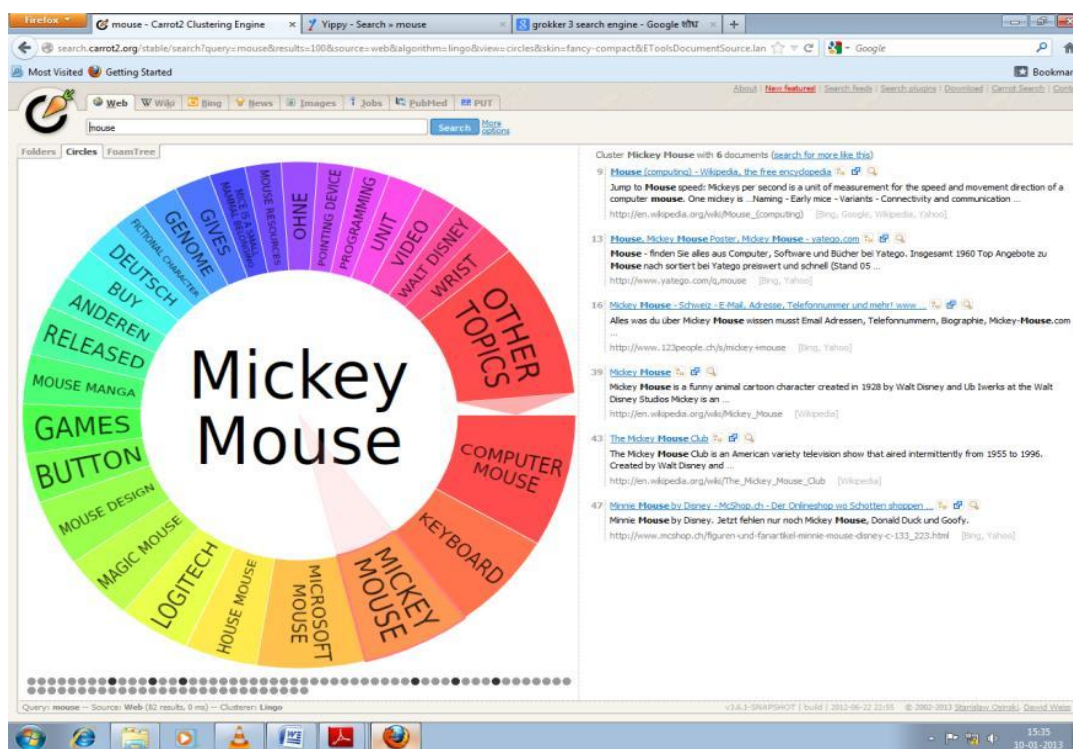 Firefox
mouse - Carrot2 Clustering Engine
Yippy - Search » mouse
grokker 3 search engine - Google खोज
search.carrot2.org/stable/search?query=mouse&results=100&source=web&algorithm=lingo&view=circles&skin=fancy-compact&EToolsDocumentSource.lan
Google
Most Visited
Getting Started
Bookmar
About | New featured | Search feeds | Search plugins | Download | Carrot Search | Cont
Web Wiki Bing News Images Jobs PubMed PUT
mouse
Search
More options
Folders Circles FoamTree
Mickey
Mouse
OTHER TOPICS
COMPUTER MOUSE
KEYBOARD
MICKEY MOUSE
MICROSOFT MOUSE
HOUSE MOUSE
LOGITECH
MAGIC MOUSE
MOUSE DESIGN
BUTTON
GAMES
MOUSE MANGA
RELEASED
ANDEREN
BUY
DEUTSCH
FICTIONAL CHARACTER
GENOME
GIVES
MICE IS A SMALL MAMMAL BELONGING
MOUSE RESOURCES
OHNE
POINTING DEVICE
PROGRAMMING
UNIT
VIDEO
WALT DISNEY
WRIST
Cluster Mickey Mouse with 6 documents (search for more like this)
9 Mouse (computing) - Wikipedia, the free encyclopedia
Jump to Mouse speed: Mickeys per second is a unit of measurement for the speed and movement direction of a
computer mouse. One mickey is ...Naming - Early mice - Variants - Connectivity and communication ...
http://en.wikipedia.org/wiki/Mouse_(computing) [Bing, Google, Wikipedia, Yahoo]
13 Mouse, Mickey Mouse Poster, Mickey Mouse - yatego.com
Mouse - finden Sie alles aus Computer, Software und Bücher bei Yatego. Insgesamt 1960 Top Angebote zu
Mouse nach sortiert bei Yatego preiswert und schnell (Stand 05 ...
http://www.yatego.com/q,mouse [Bing, Yahoo]
16 Mickey Mouse - Schweiz - E-Mail, Adresse, Telefonnummer und mehr! www ...
Alles was du über Mickey Mouse wissen musst Email Adressen, Telefonnummern, Biographie, Mickey-Mouse.com
...
http://www.123people.ch/s/mickey+mouse [Bing, Yahoo]
39 Mickey Mouse
Mickey Mouse is a funny animal cartoon character created in 1928 by Walt Disney and Ub Iwerks at the Walt
Disney Studios Mickey is an ...
http://en.wikipedia.org/wiki/Mickey_Mouse [Wikipedia]
43 The Mickey Mouse Club
The Mickey Mouse Club is an American variety television show that aired intermittently from 1955 to 1996.
Created by Walt Disney and ...
http://en.wikipedia.org/wiki/The_Mickey_Mouse_Club [Wikipedia]
47 Minnie Mouse by Disney - McShop.ch - Der Onlineshop wo Schotten shoppen ...
Minnie Mouse by Disney. Jetzt fehlen nur noch Mickey Mouse, Donald Duck und Goofy.
http://www.mcshop.ch/figuren-und-fanartikel-minnie-mouse-disney-c-133_223.html [Bing, Yahoo]
Query: mouse -- Source: Web (82 results, 0 ms) -- Clusterer: Lingo
v3.6.3-SNAPSHOT | build | 2012-06-22 22:55 © 2002-2013 Stanislaw Osinski, Dawid Weiss
15:35
10-01-2013